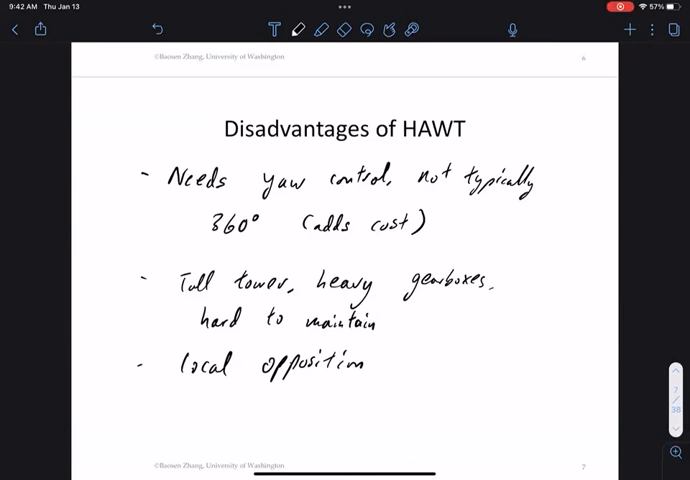 9:42 AM Thu Jan 13
57%
T
©Baosen Zhang, University of Washington
6
Disadvantages of HAWT
- Needs yaw control, not typically
360° (adds cost)
- Tall tower, heavy gearboxes,
hard to maintain
- local opposition
7
/
38
©Baosen Zhang, University of Washington
7